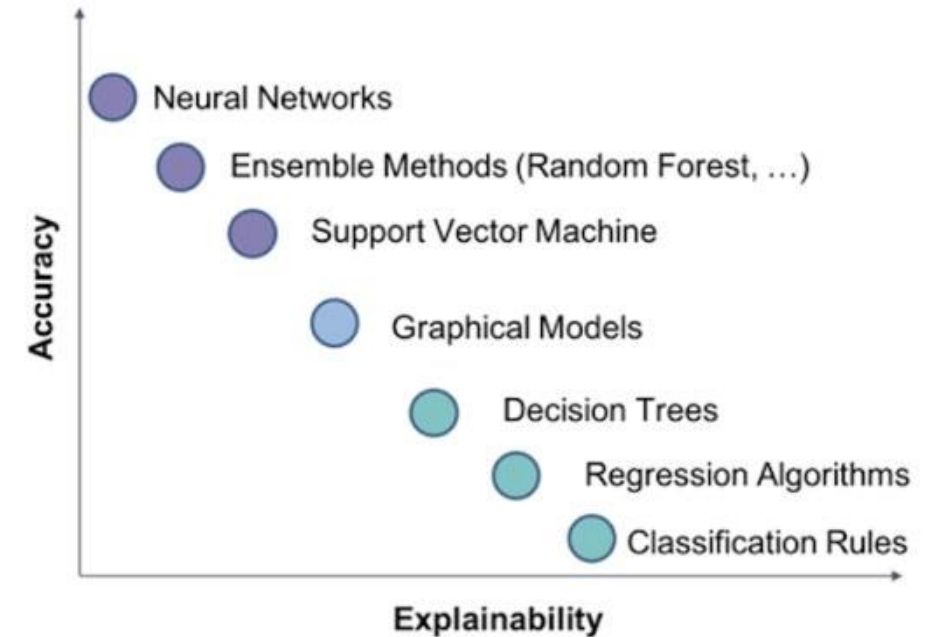 Accuracy
Neural Networks
Ensemble Methods (Random Forest, ...)
Support Vector Machine
Graphical Models
Decision Trees
Regression Algorithms
Classification Rules
Explainability